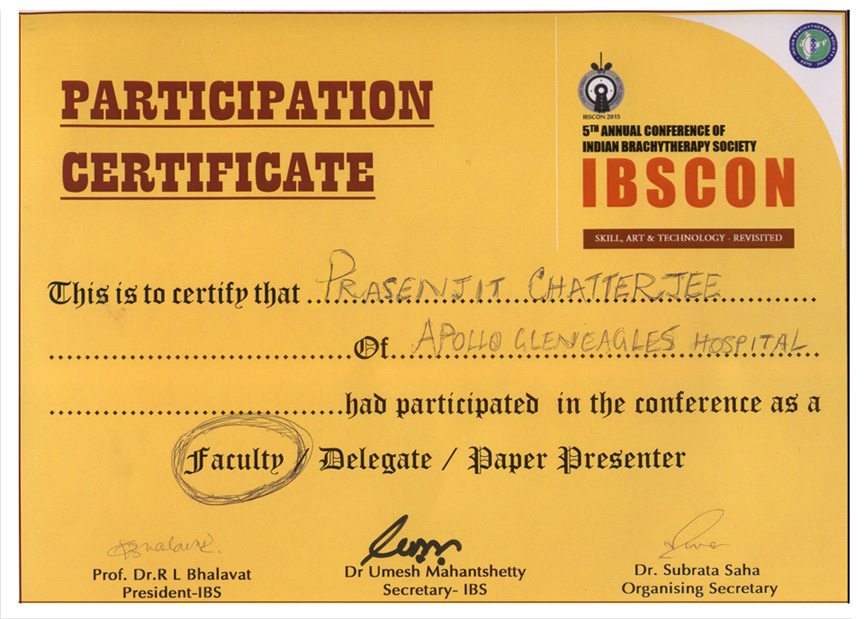 PARTICIPATION
CERTIFICATE
IBSCON 2015
5TH ANNUAL CONFERENCE OF
INDIAN BRACHYTHERAPY SOCIETY
IBSCON
SKILL, ART & TECHNOLOGY - REVISITED
This is to certify that PRASENJIT CHATTERJEE
Of APOLLO GLENEAGLES HOSPITAL
had participated in the conference as a
Faculty / Delegate / Paper Presenter
Prof. Dr.R L Bhalavat
President-IBS
Dr Umesh Mahantshetty
Secretary- IBS
Dr. Subrata Saha
Organising Secretary